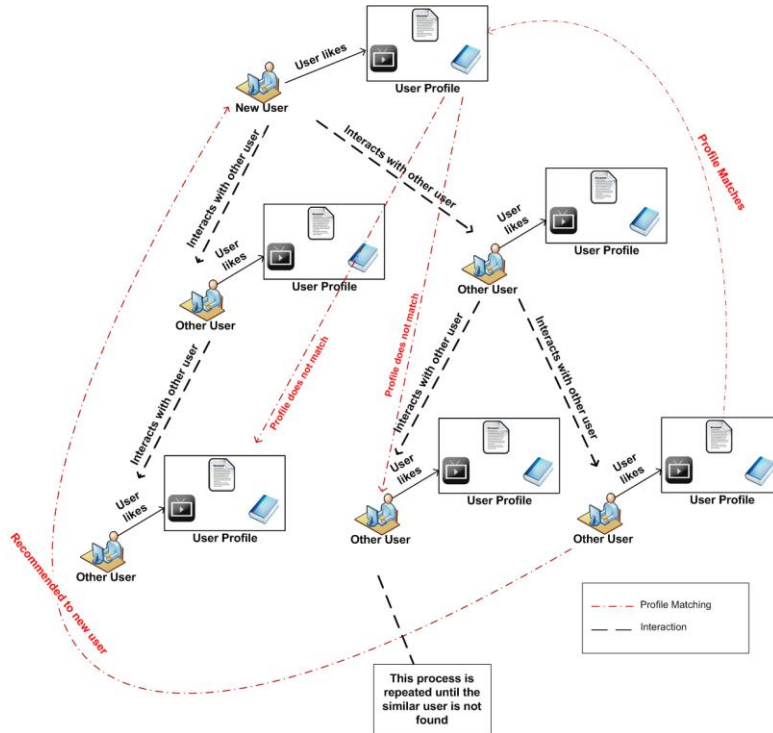 User likes
User Profile
New User
Interacts with other user
Interacts with other user
Profile Matches
User
likes
User Profile
User
likes
User Profile
Other User
Other User
Profile does not match
Profile does not match
Interacts with other user
Interacts with other user
Interacts with other user
User
likes
User Profile
User
likes
User Profile
User
likes
User Profile
Other User
Other User
Other User
Recommended to new user
Profile Matching
Interaction
This process is
repeated until the
similar user is not
found